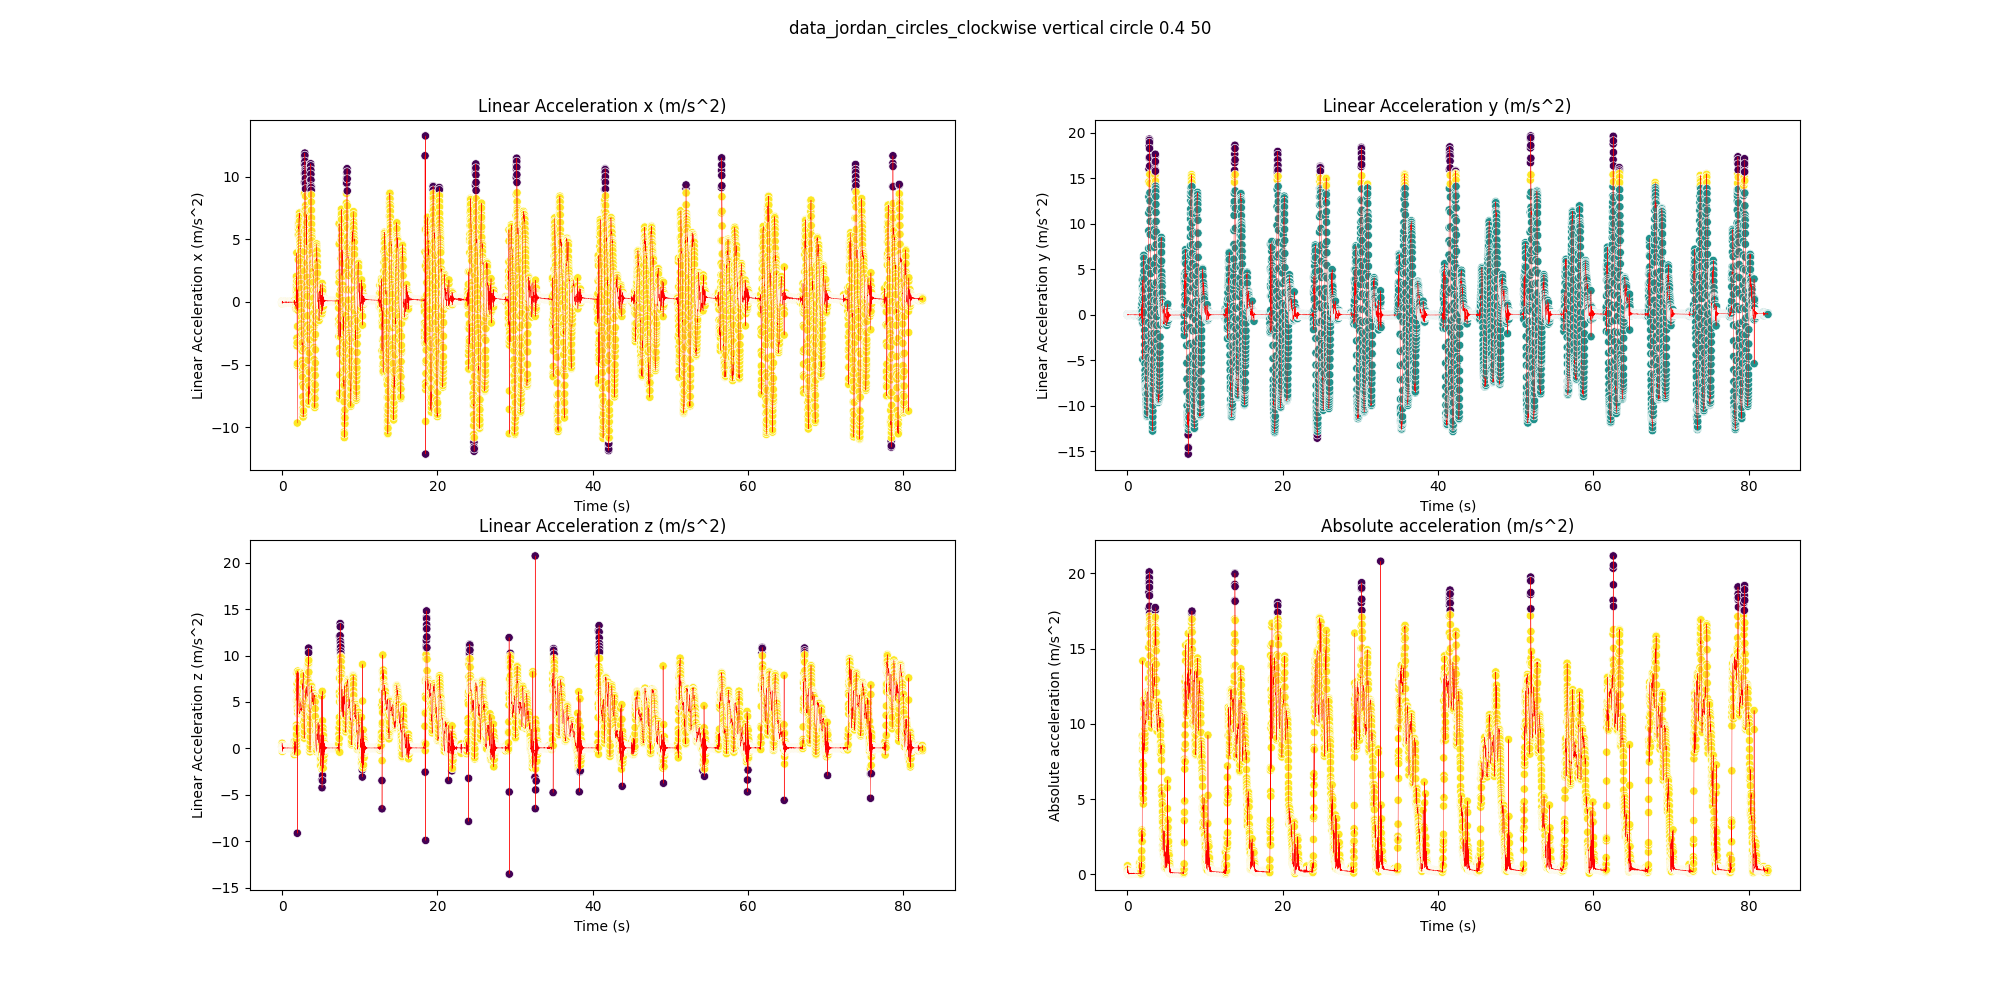 data_jordan_circles_clockwise vertical circle 0.4 50
Linear Acceleration x (m/s^2)
Linear Acceleration x (m/s^2)
10
5
0
−5
−10
0 20 40 60 80
Time (s)
Linear Acceleration y (m/s^2)
Linear Acceleration y (m/s^2)
20
15
10
5
0
−5
−10
−15
0 20 40 60 80
Time (s)
Linear Acceleration z (m/s^2)
Linear Acceleration z (m/s^2)
20
15
10
5
0
−5
−10
−15
0 20 40 60 80
Time (s)
Absolute acceleration (m/s^2)
Absolute acceleration (m/s^2)
20
15
10
5
0
0 20 40 60 80
Time (s)